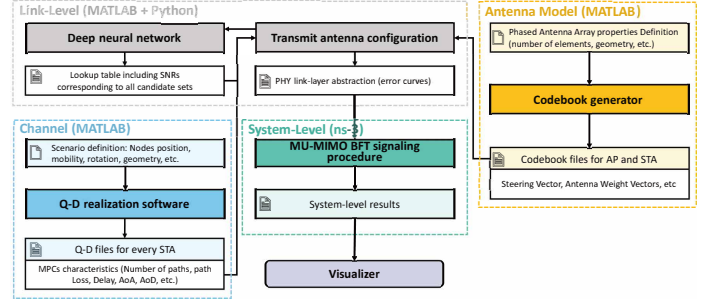 Link-Level (MATLAB + Python)
Deep neural network
Transmit antenna configuration
Lookup table including SNRs
corresponding to all candidate sets
PHY link-layer abstraction (error curves)
Antenna Model (MATLAB)
Phased Antenna Array properties Definition
(number of elements, geometry, etc.)
Codebook generator
Codebook files for AP and STA
Steering Vector, Antenna Weight Vectors, etc
Channel (MATLAB)
Scenario definition: Nodes position,
mobility, rotation, geometry, etc.
Q-D realization software
Q-D files for every STA
MPCs characteristics (Number of paths, path
Loss, Delay, AoA, AoD, etc.)
System-Level (ns-3)
MU-MIMO BFT signaling
procedure
System-level results
Visualizer